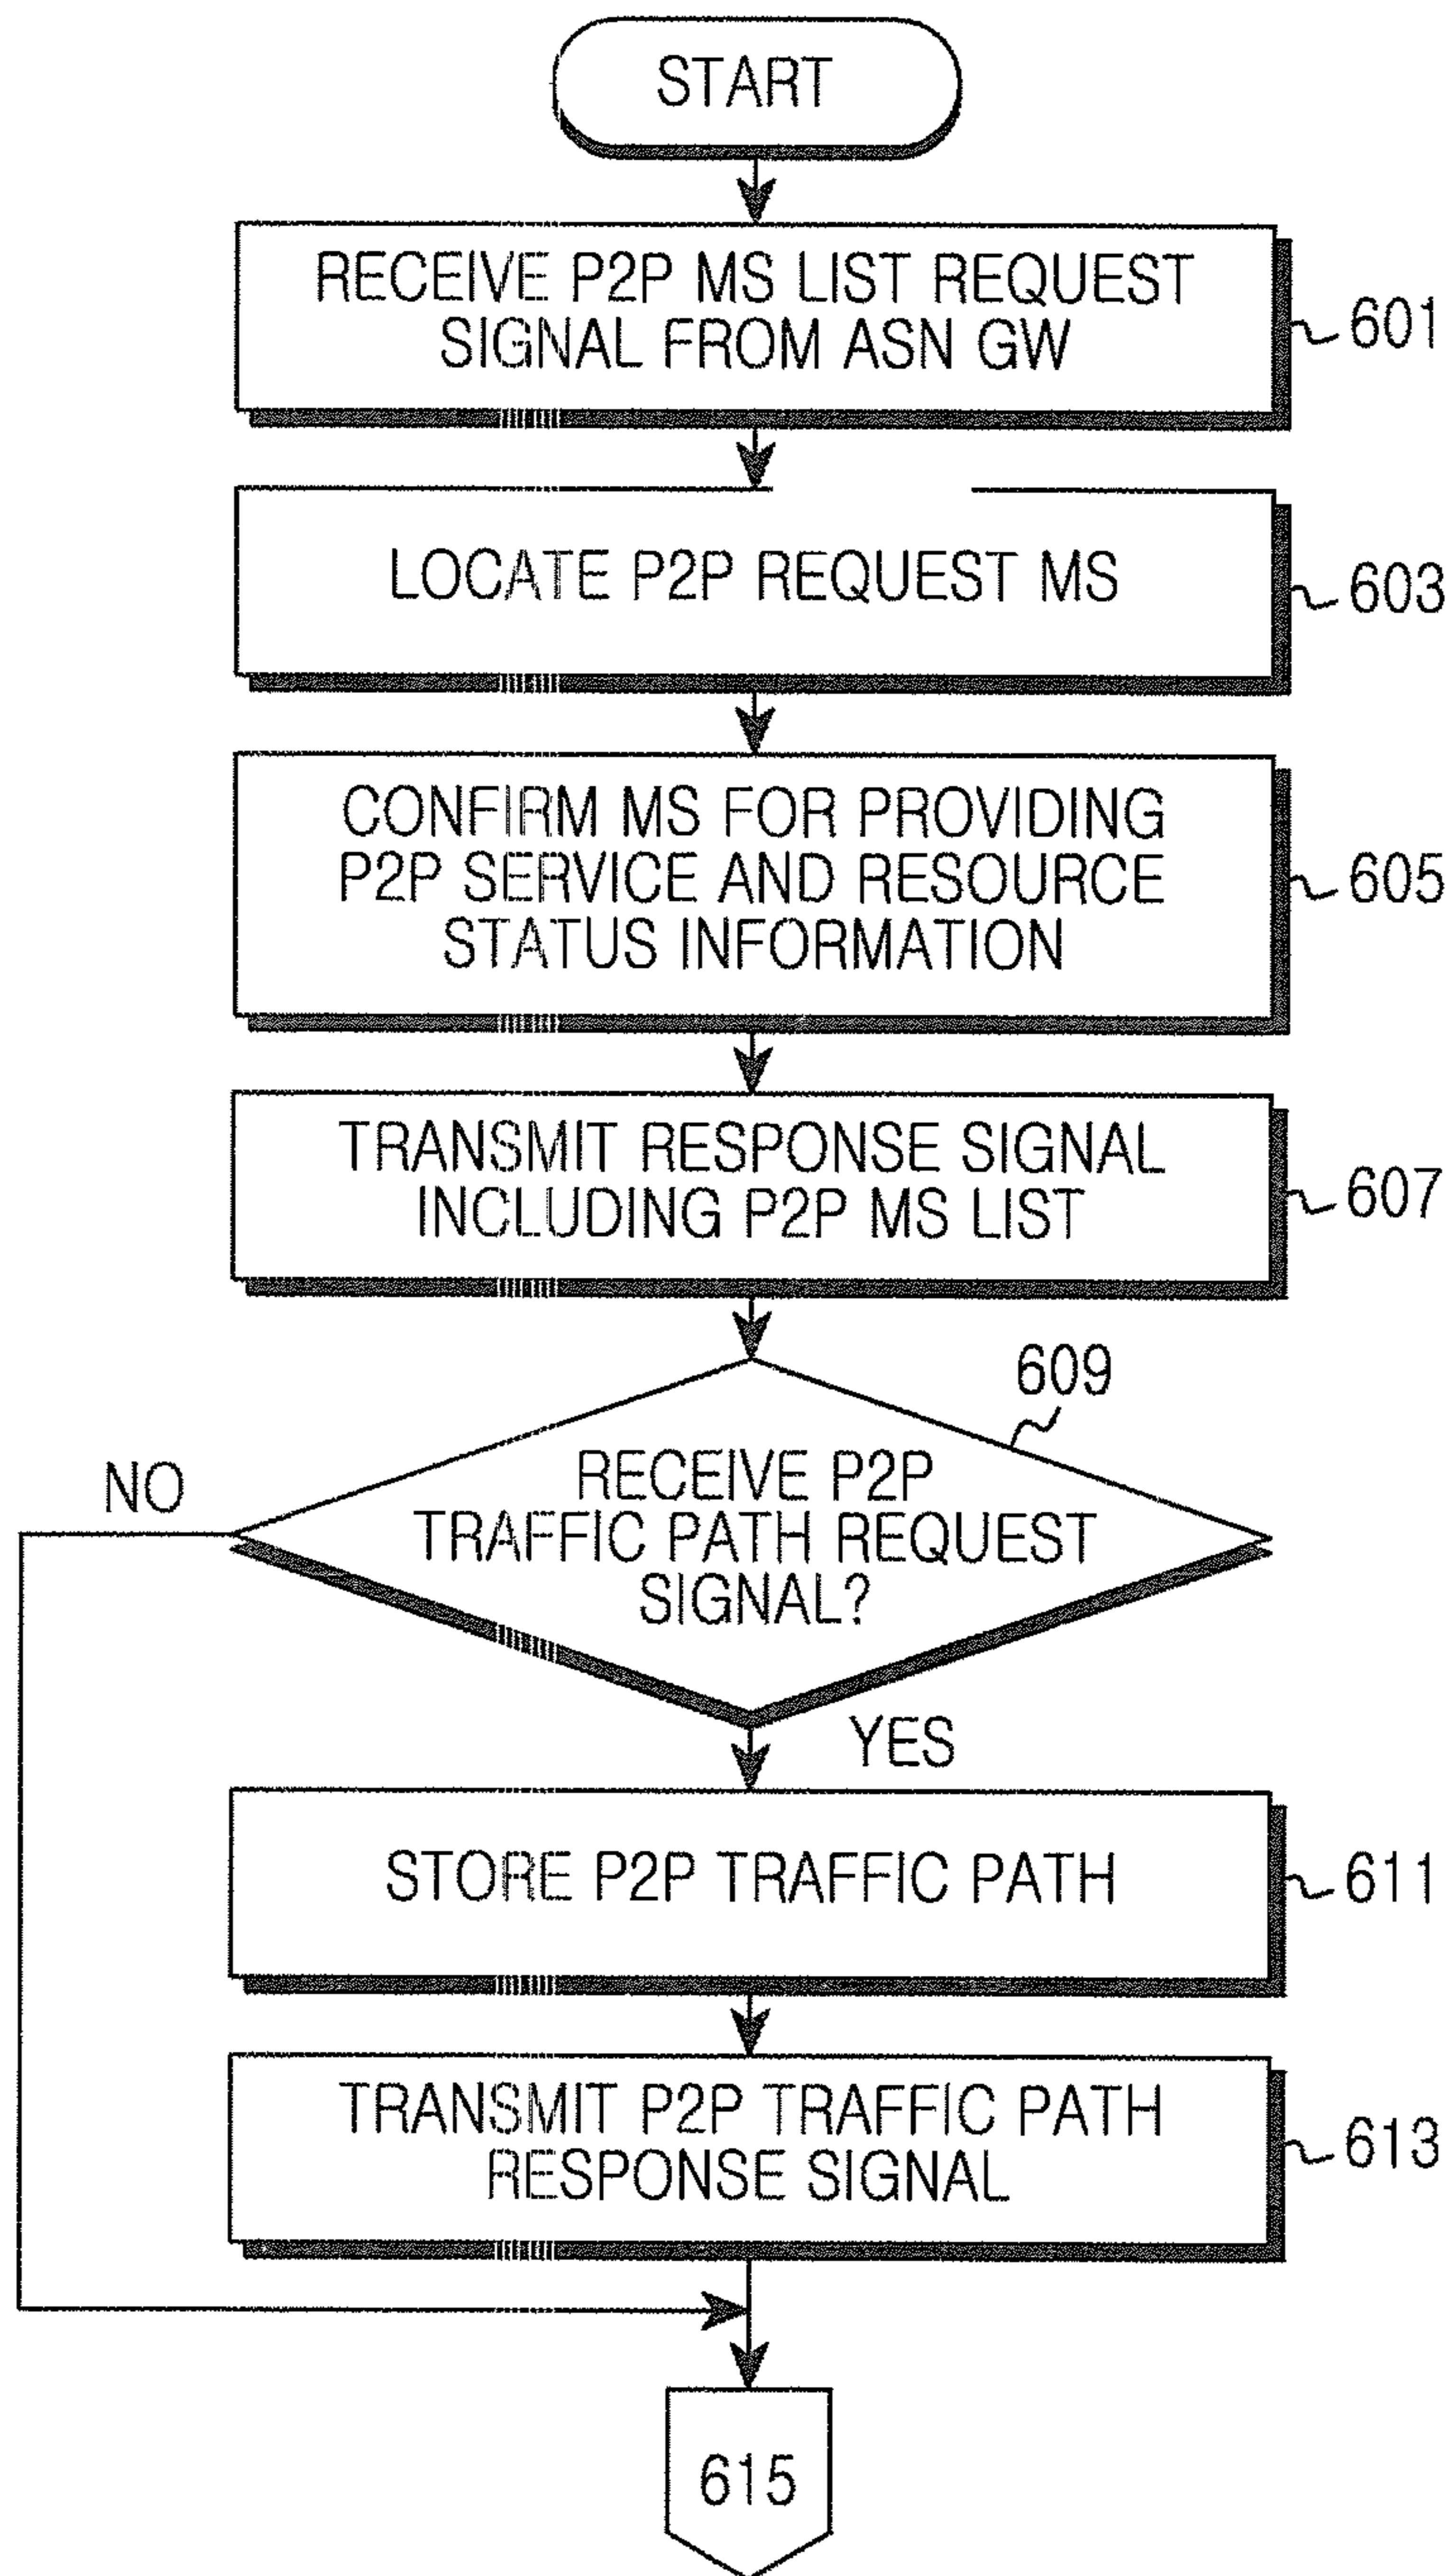 START
RECEIVE P2P MS LIST REQUEST
SIGNAL FROM ASN GW
601
LOCATE P2P REQUEST MS
603
CONFIRM MS FOR PROVIDING
P2P SERVICE AND RESOURCE
STATUS INFORMATION
605
TRANSMIT RESPONSE SIGNAL
INCLUDING P2P MS LIST
607
609
RECEIVE P2P
TRAFFIC PATH REQUEST
SIGNAL?
NO
YES
STORE P2P TRAFFIC PATH
611
TRANSMIT P2P TRAFFIC PATH
RESPONSE SIGNAL
613
615